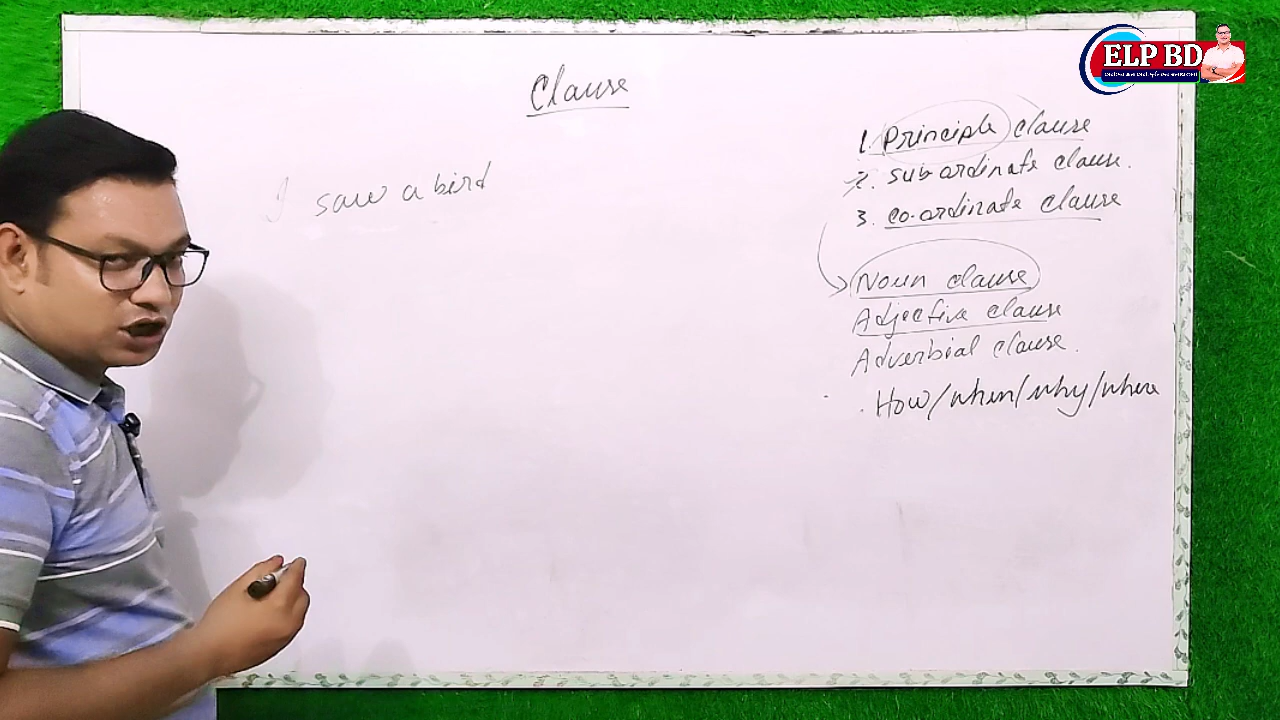 ELP BD
Clause
I saw a bird
1. Principle clause
2. subordinate clause.
3. co-ordinate clause
Noun clause
Adjective clause
Adverbial clause.
. How/when/why/where